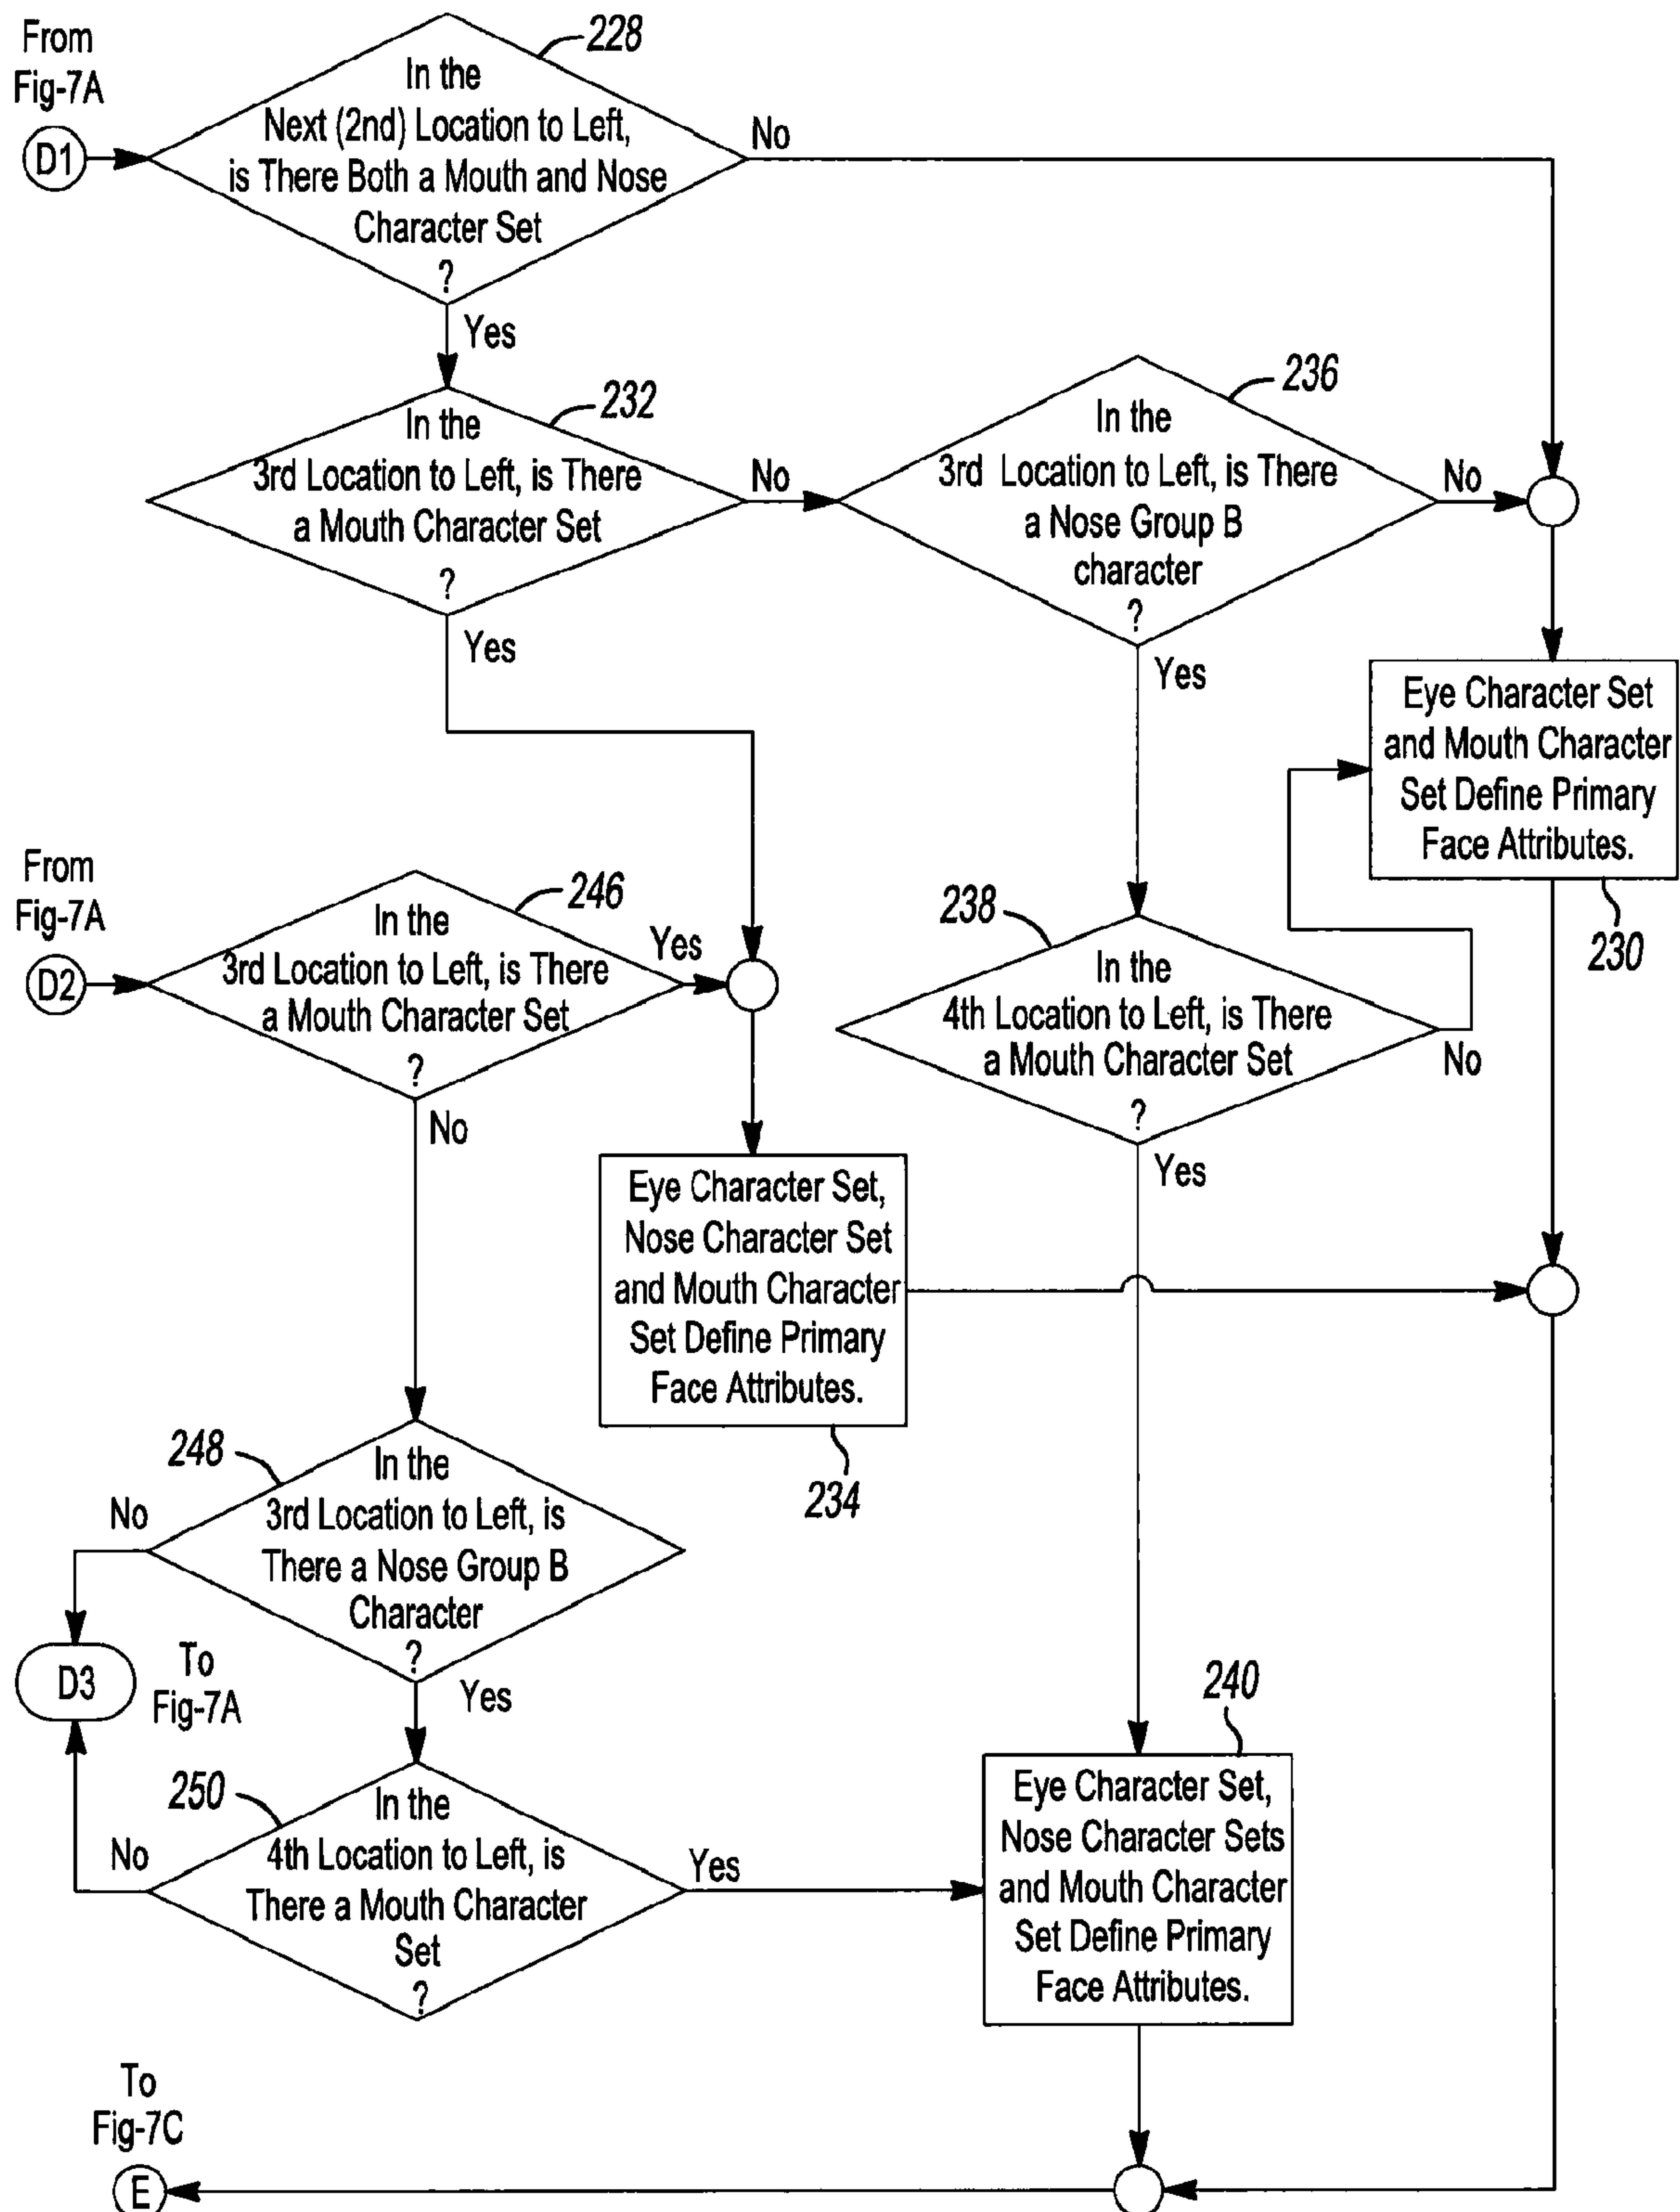 From
Fig-7A
D1
228
In the
Next (2nd) Location to Left,
is There Both a Mouth and Nose
Character Set
?
No
Yes
232
In the
3rd Location to Left, is There
a Mouth Character Set
?
No
Yes
236
In the
3rd Location to Left, is There
a Nose Group B
character
?
No
Yes
Eye Character Set
and Mouth Character
Set Define Primary
Face Attributes.
230
From
Fig-7A
D2
246
In the
3rd Location to Left, is There
a Mouth Character Set
?
Yes
No
238
In the
4th Location to Left, is There
a Mouth Character Set
?
No
Yes
Eye Character Set,
Nose Character Set
and Mouth Character
Set Define Primary
Face Attributes.
234
248
In the
3rd Location to Left, is
There a Nose Group B
Character
?
No
Yes
D3
To
Fig-7A
250
In the
4th Location to Left, is
There a Mouth Character
Set
?
No
Yes
240
Eye Character Set,
Nose Character Sets
and Mouth Character
Set Define Primary
Face Attributes.
To
Fig-7C
E